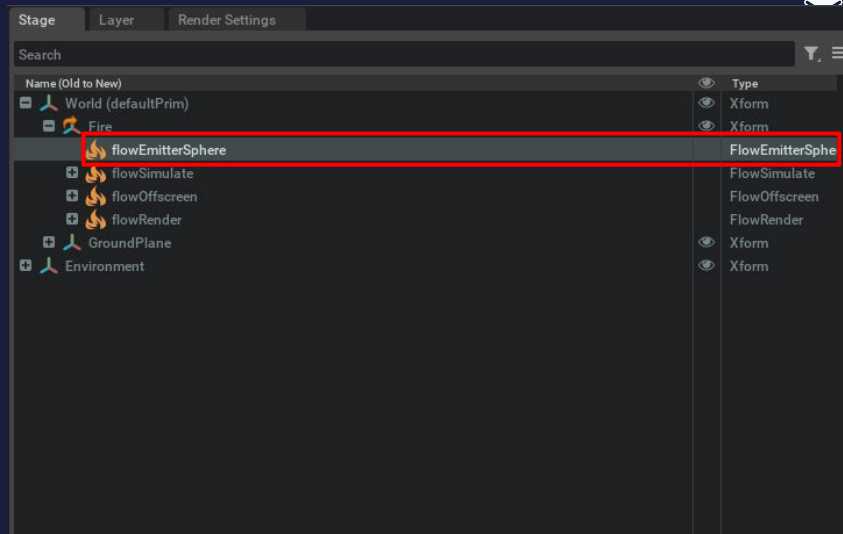 Stage Layer Render Settings
Search
Name (Old to New) Type
World (defaultPrim) Xform
Fire Xform
flowEmitterSphere FlowEmitterSphe
flowSimulate FlowSimulate
flowOffscreen FlowOffscreen
flowRender FlowRender
GroundPlane Xform
Environment Xform